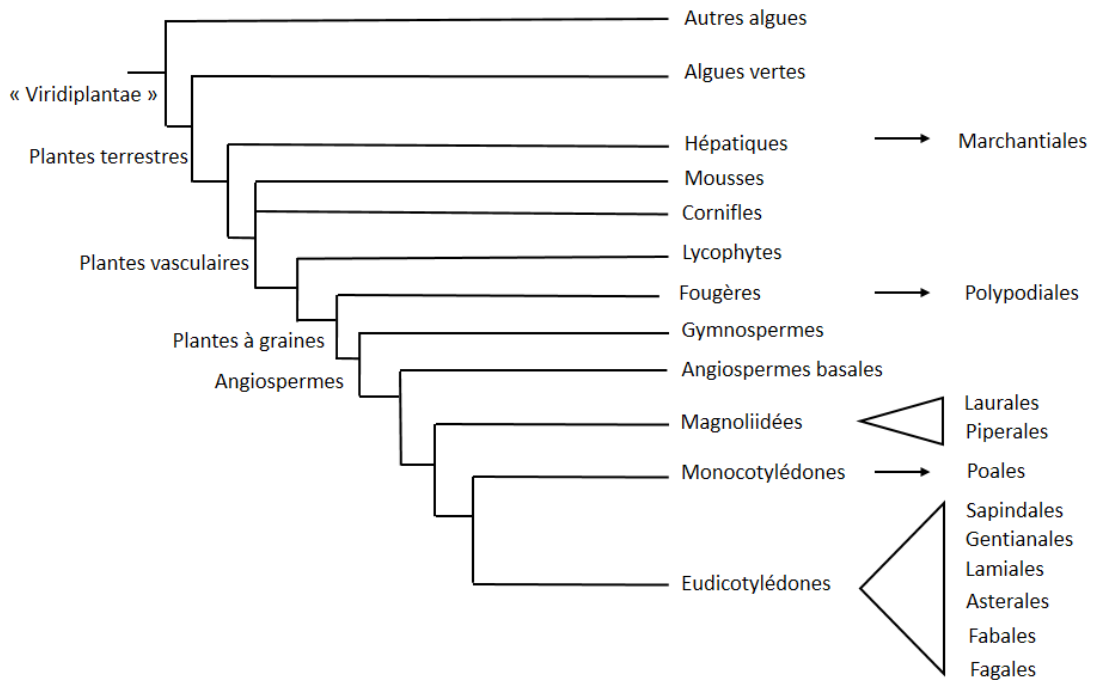 Autres algues
Algues vertes
« Viridiplantae »
Plantes terrestres
Hépatiques
Marchantiales
Mousses
Cornifles
Plantes vasculaires
Lycophytes
Fougères
Polypodiales
Plantes à graines
Gymnospermes
Angiospermes
Angiospermes basales
Magnoliidées
Laurales
Piperales
Monocotylédones
Poales
Eudicotylédones
Sapindales
Gentianales
Lamiales
Asterales
Fabales
Fagales